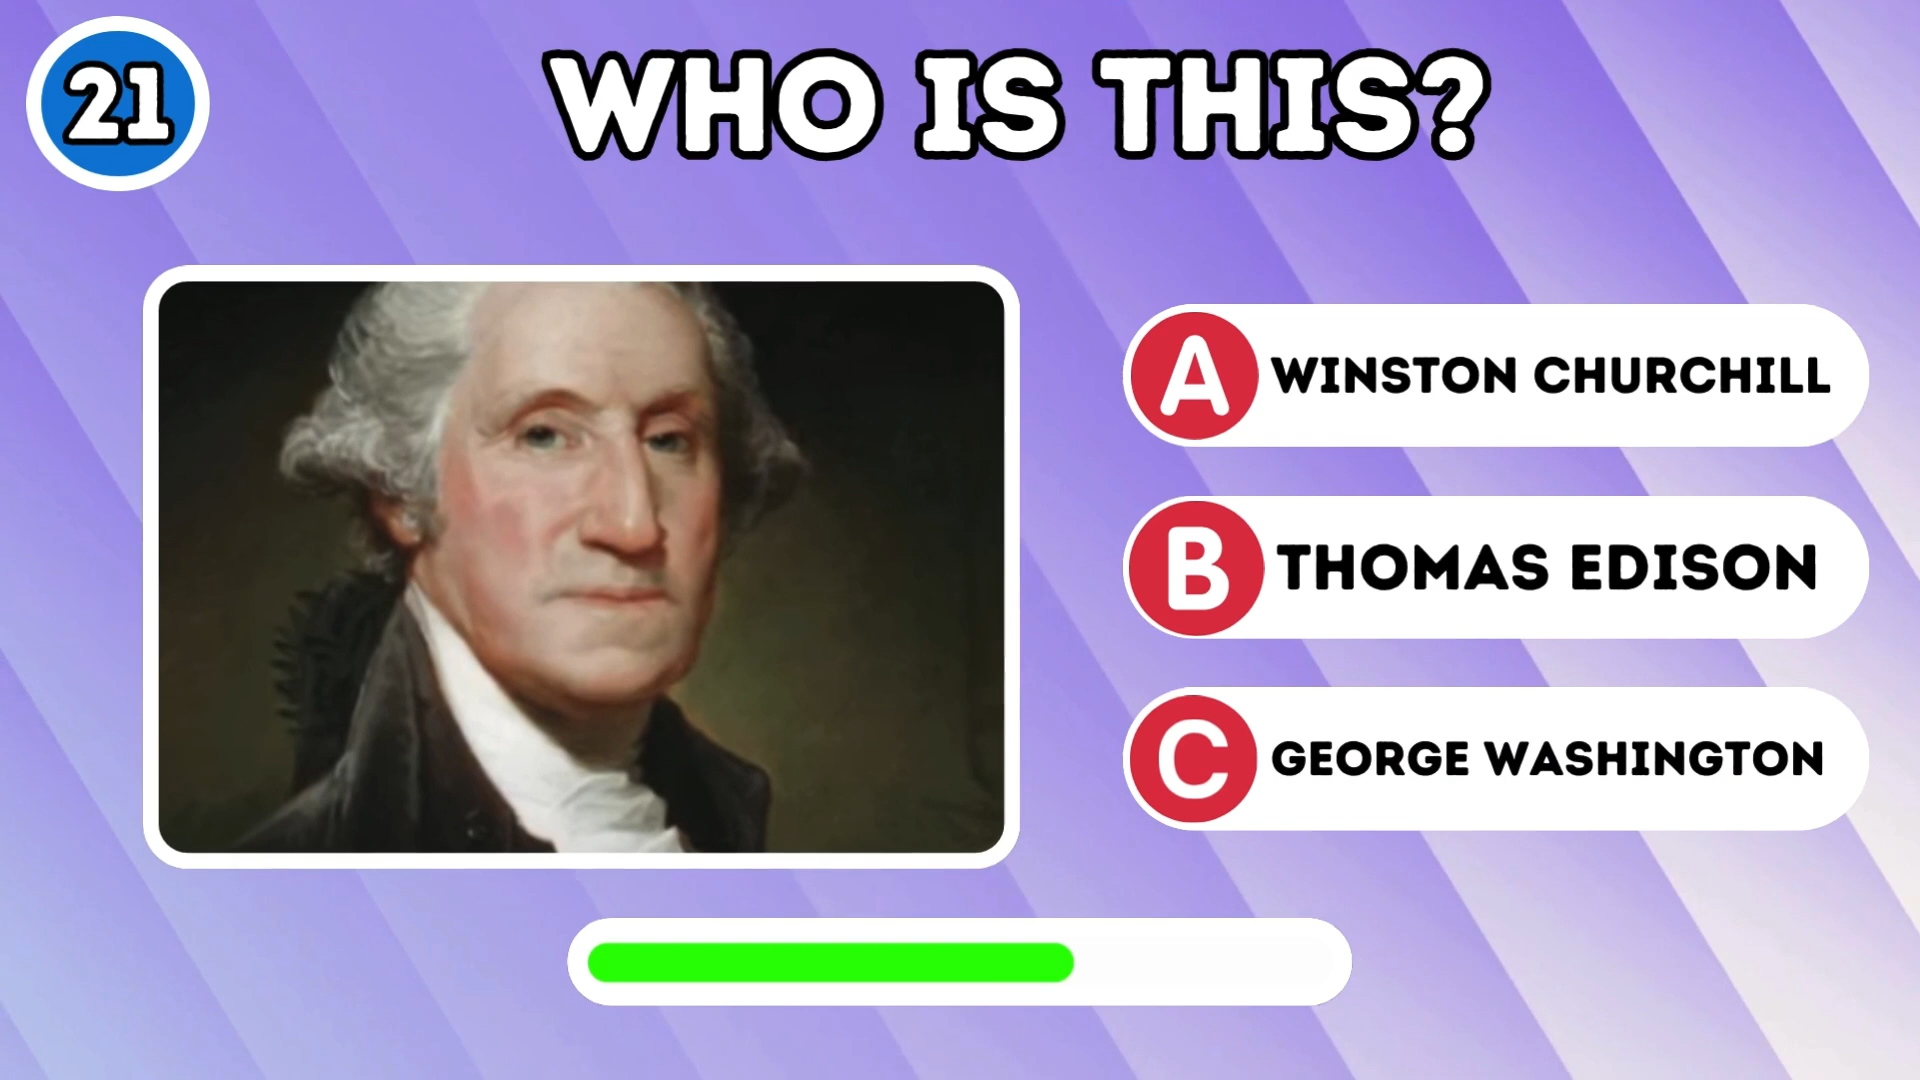 21
WHO IS THIS?
A WINSTON CHURCHILL
B THOMAS EDISON
C GEORGE WASHINGTON